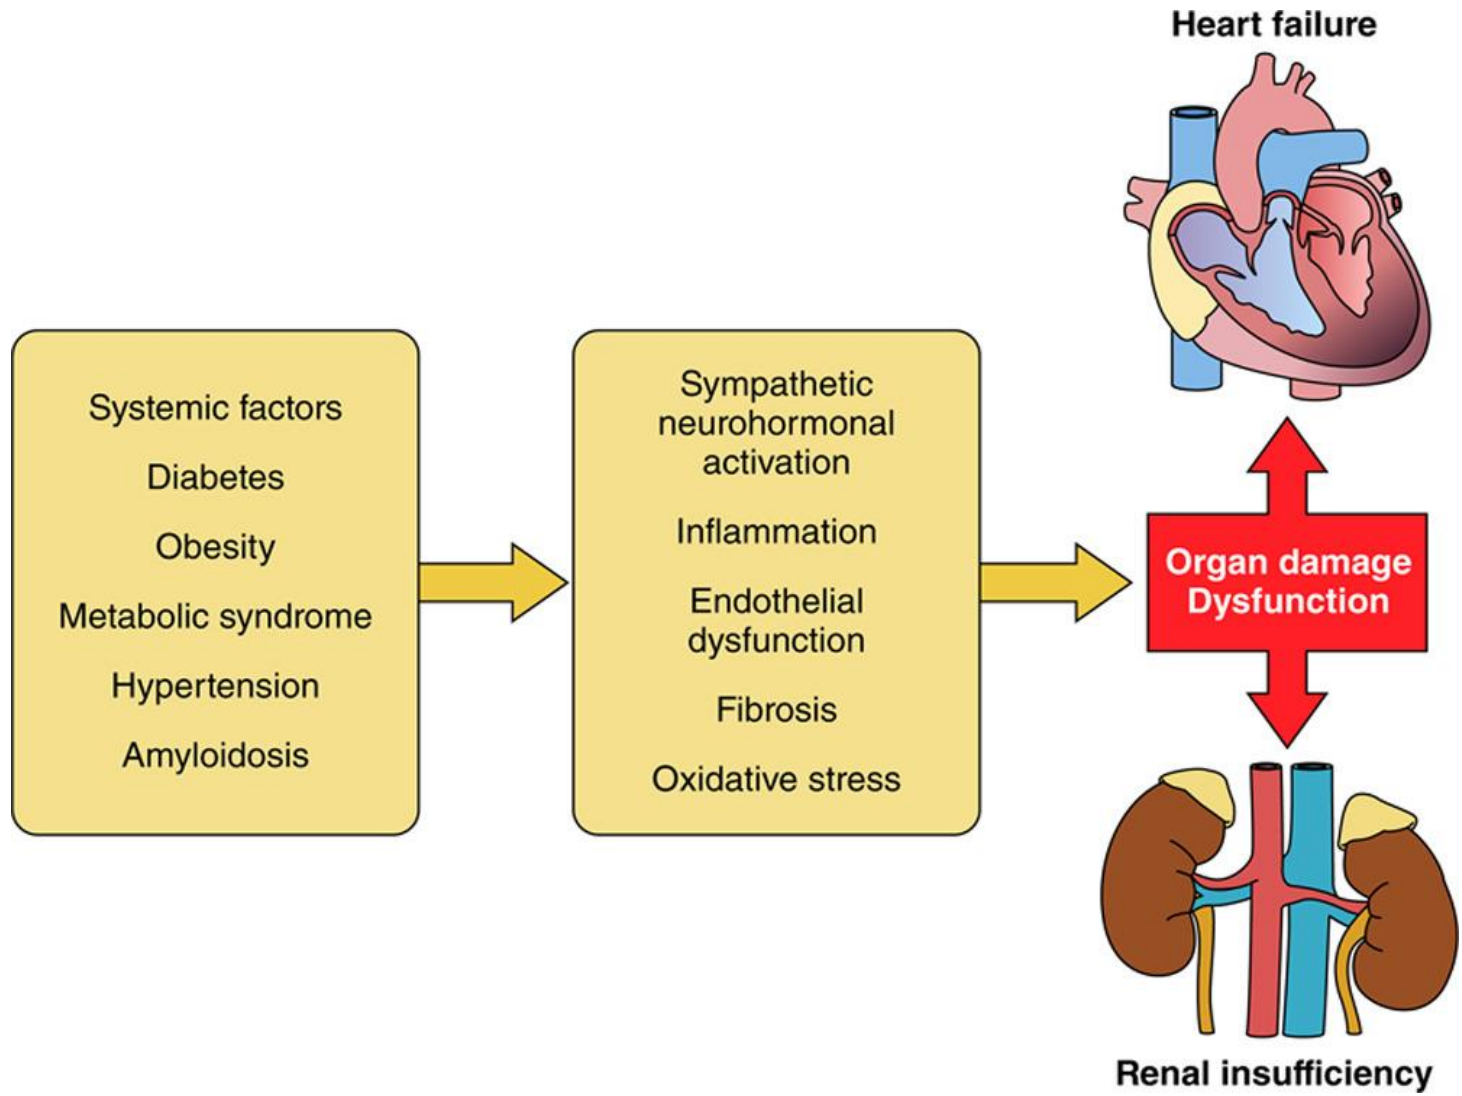 Heart failure
Systemic factors
Diabetes
Obesity
Metabolic syndrome
Hypertension
Amyloidosis
Sympathetic
neurohormonal
activation
Inflammation
Endothelial
dysfunction
Fibrosis
Oxidative stress
Organ damage
Dysfunction
Renal insufficiency